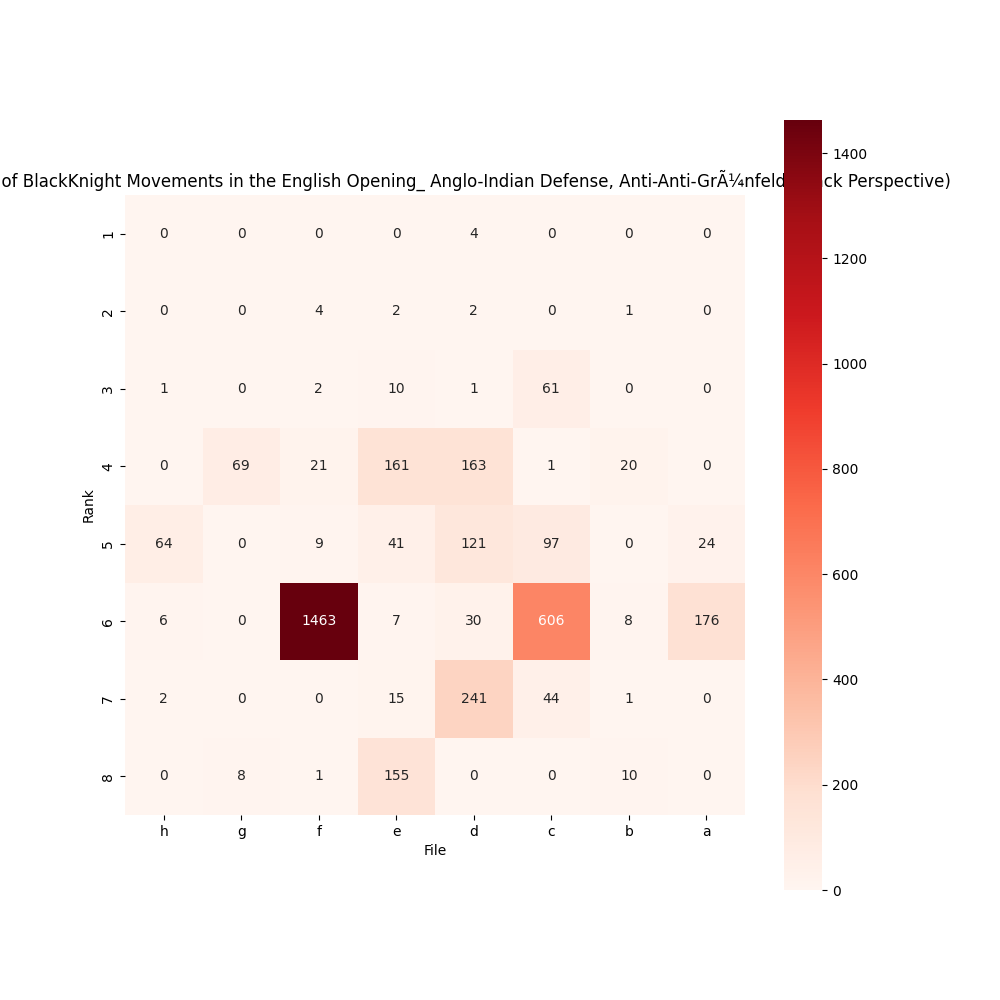 of BlackKnight Movements in the English Opening_ Anglo-Indian Defense, Anti-Anti-GrÃ¼nfeld ck Perspective)
1400
1200
1000
800
600
400
200
0
Rank
1 0 0 0 0 4 0 0 0
2 0 0 4 2 2 0 1 0
3 1 0 2 10 1 61 0 0
4 0 69 21 161 163 1 20 0
5 64 0 9 41 121 97 0 24
6 6 0 1463 7 30 606 8 176
7 2 0 0 15 241 44 1 0
8 0 8 1 155 0 0 10 0
h g f e d c b a
File